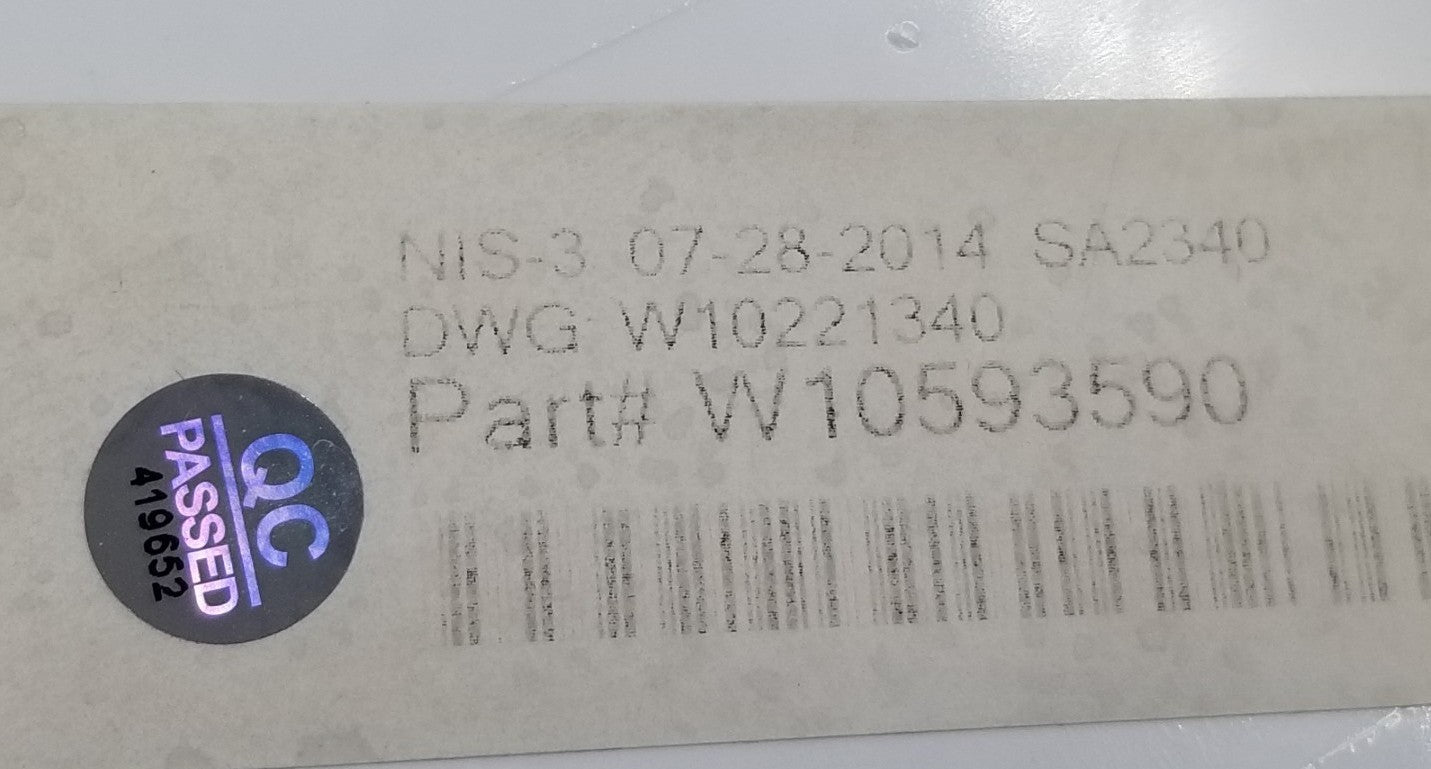 NIS-3 07-28-2014 SA2340
DWG W10221340
Part# W10593590
QC
PASSED
419652